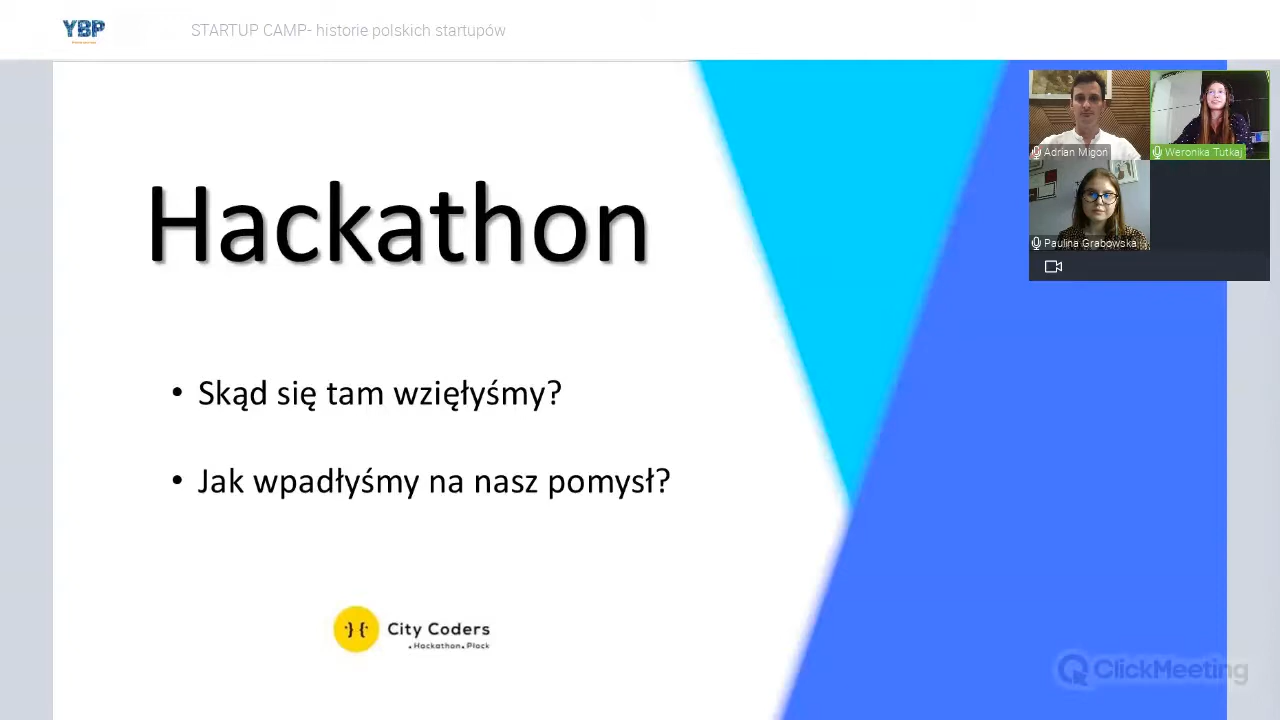 YBP
STARTUP CAMP- historie polskich startupów
Adrian Migoń
Weronika Tutkaj
Paulina Grabowska
Hackathon
• Skąd się tam wzięłyśmy?
• Jak wpadłyśmy na nasz pomysł?
City Coders
.Hackathon.Płock
ClickMeeting